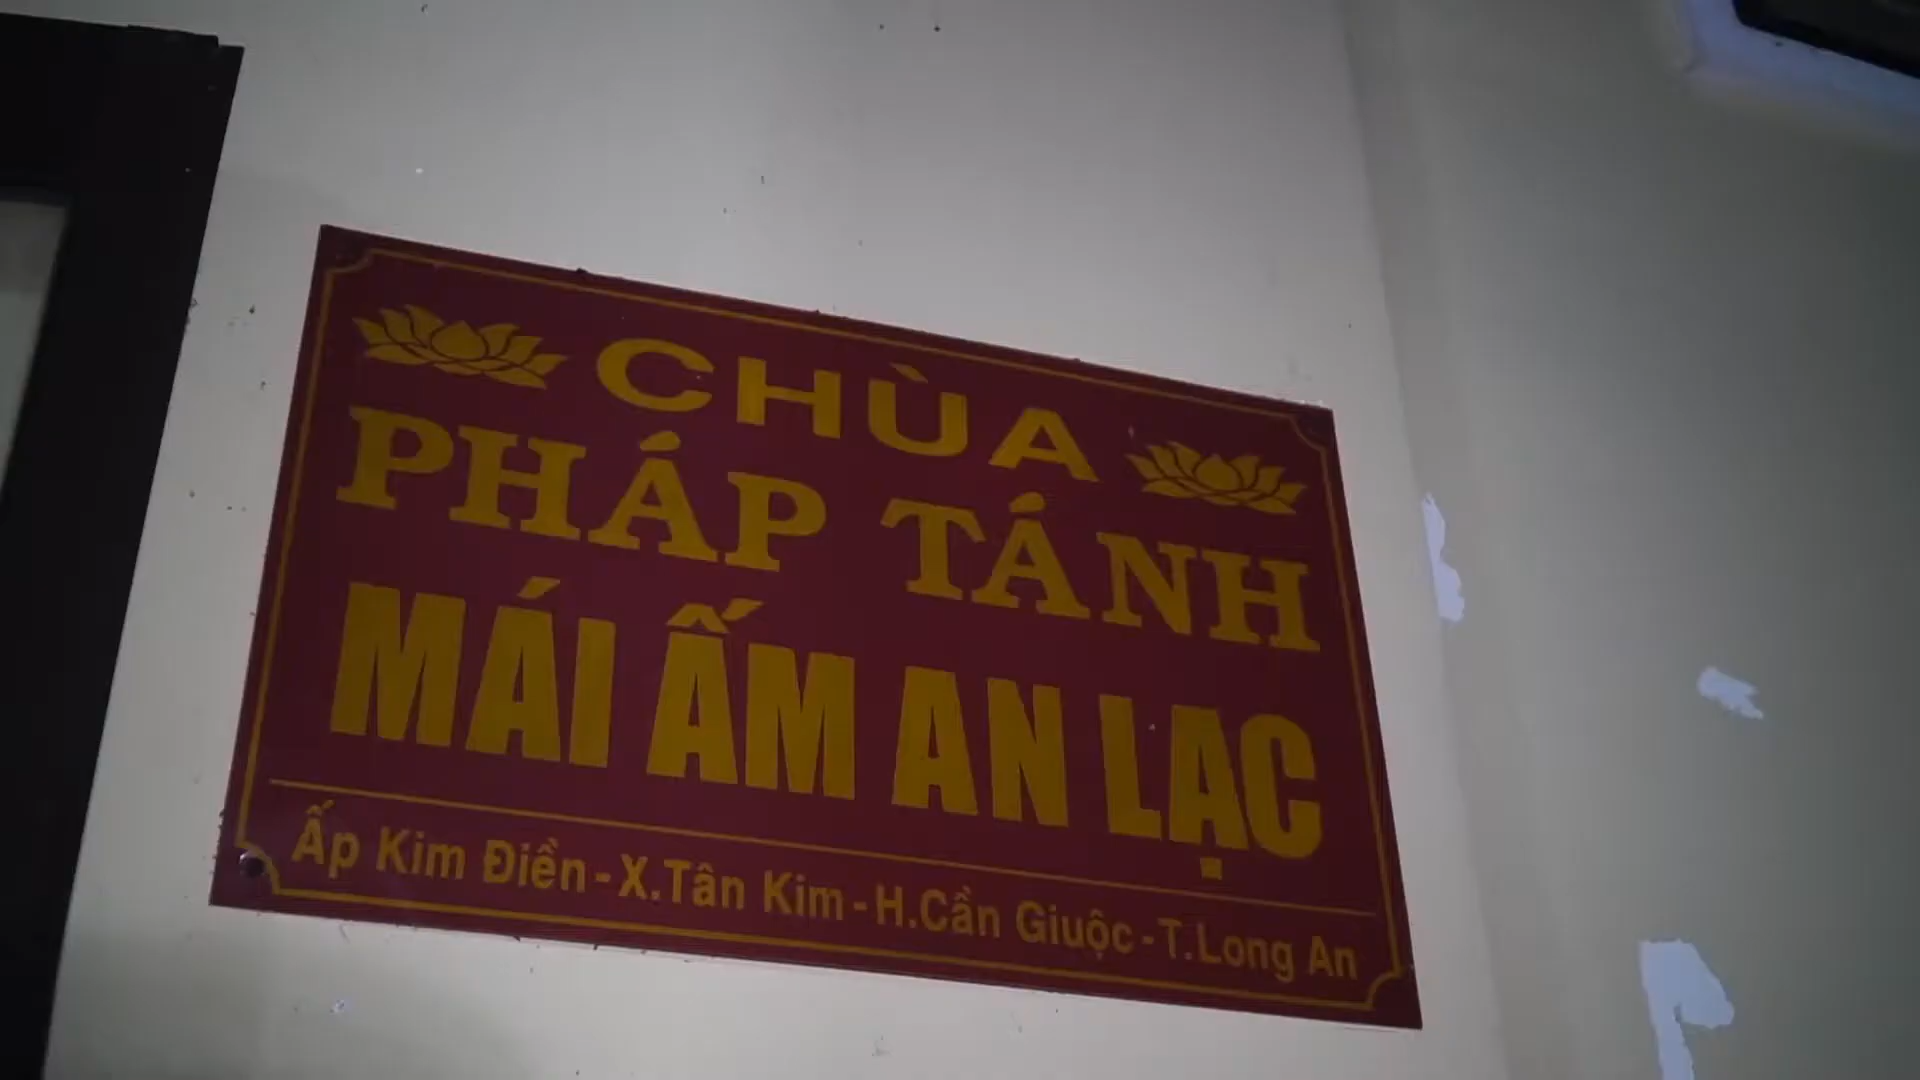 CHÙA
PHÁP TÁNH
MÁI ẤM AN LẠC
Ấp Kim Điền - X.Tân Kim - H.Cần Giuộc - T.Long An